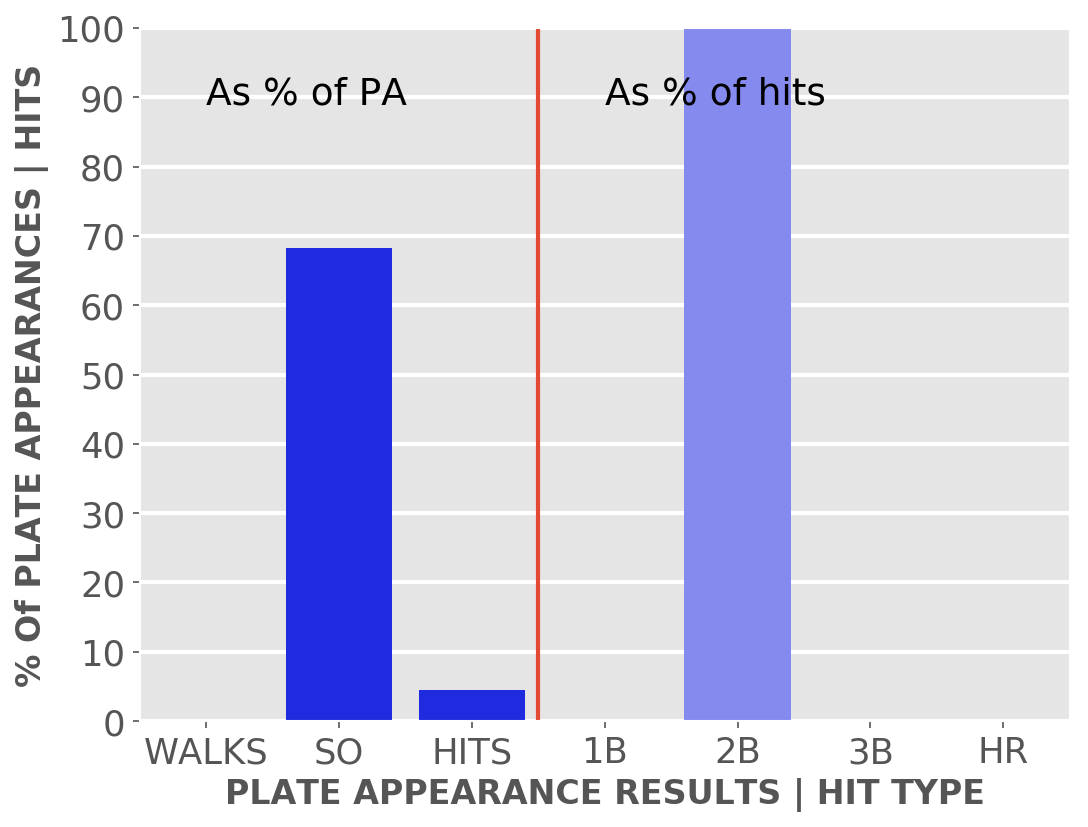 % Of PLATE APPEARANCES | HITS
100
90
80
70
60
50
40
30
20
10
0
As % of PA
As % of hits
WALKS SO HITS 1B 2B 3B HR
PLATE APPEARANCE RESULTS | HIT TYPE